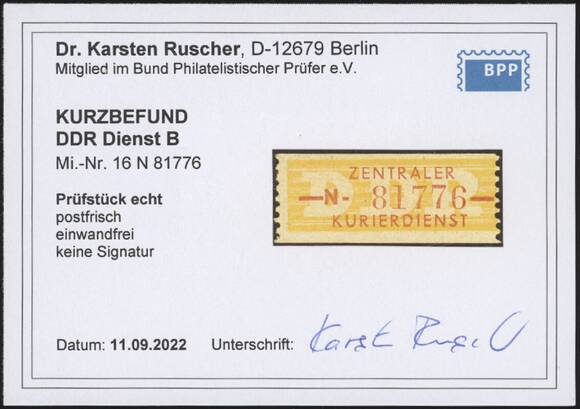 Dr. Karsten Ruscher, D-12679 Berlin
Mitglied im Bund Philatelistischer Prüfer e.V.
BPP
KURZBEFUND
DDR Dienst B
Mi.-Nr. 16 N 81776
ZENTRALER
-N- 81776-
KURIERDIENST
Prüfstück echt
postfrisch
einwandfrei
keine Signatur
Datum: 11.09.2022 Unterschrift: